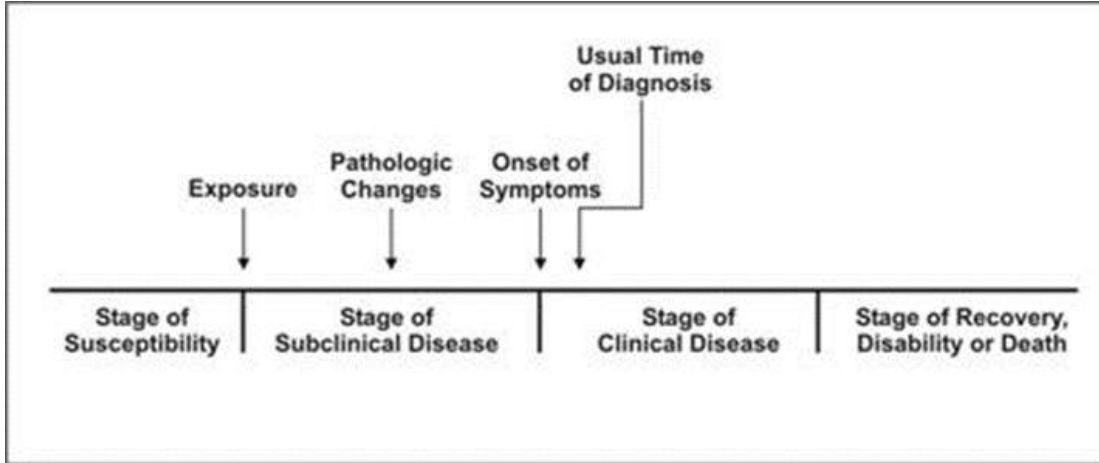 Usual Time
of Diagnosis
Exposure
Pathologic
Changes
Onset of
Symptoms
Stage of
Susceptibility
Stage of
Subclinical Disease
Stage of
Clinical Disease
Stage of Recovery,
Disability or Death